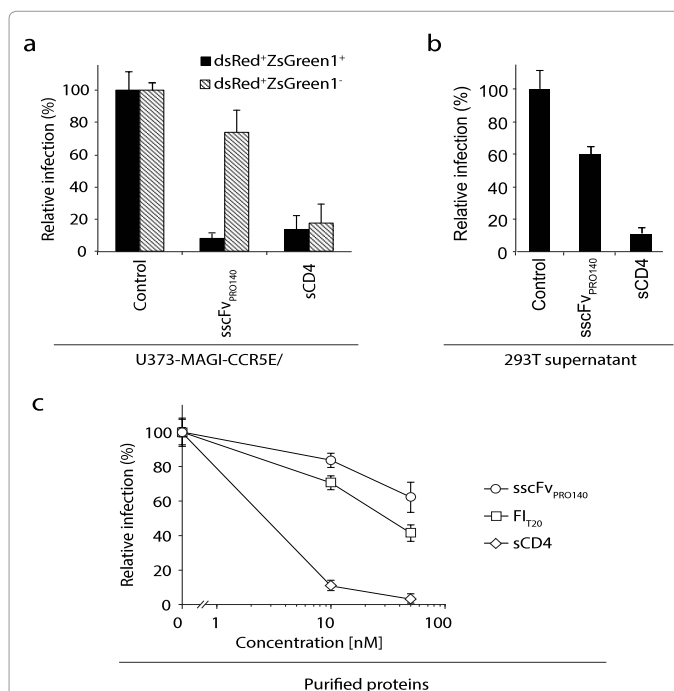 a
dsRed⁺ZsGreen1⁺
dsRed⁺ZsGreen1⁻
Relative infection (%)
100
80
60
40
20
0
Control
sscFvPRO140
sCD4
U373-MAGI-CCR5E/
b
Relative infection (%)
100
80
60
40
20
0
Control
sscFvPRO140
sCD4
293T supernatant
c
Relative infection (%)
100
80
60
40
20
0
0 1 10 100
Concentration [nM]
sscFvPRO140
FIT20
sCD4
Purified proteins